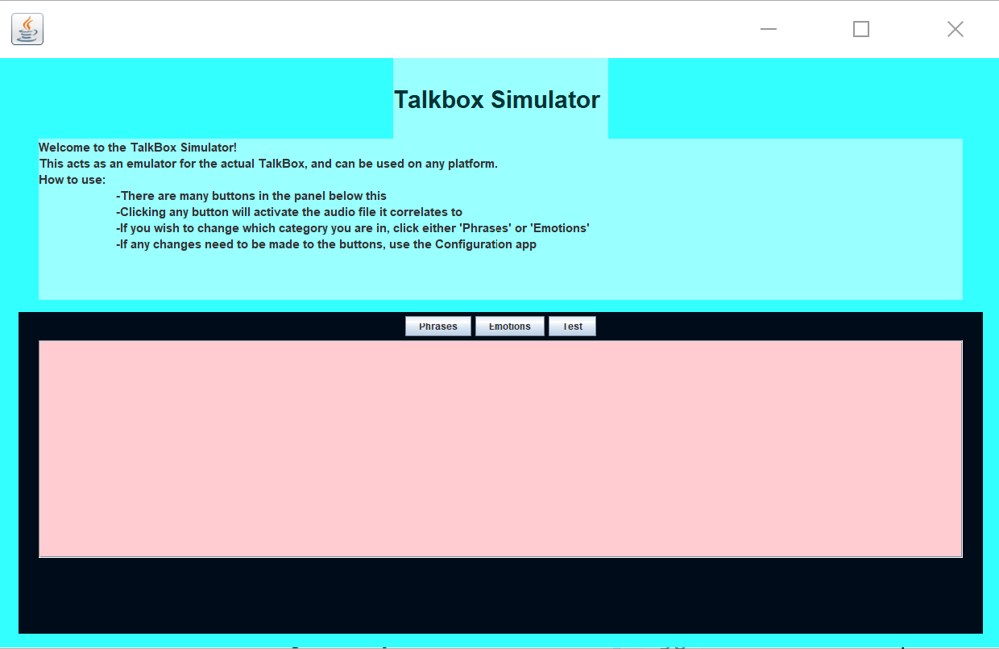 Talkbox Simulator
Welcome to the TalkBox Simulator!
This acts as an emulator for the actual TalkBox, and can be used on any platform.
How to use:
-There are many buttons in the panel below this
-Clicking any button will activate the audio file it correlates to
-If you wish to change which category you are in, click either 'Phrases' or 'Emotions'
-If any changes need to be made to the buttons, use the Configuration app
Phrases Emotions Test